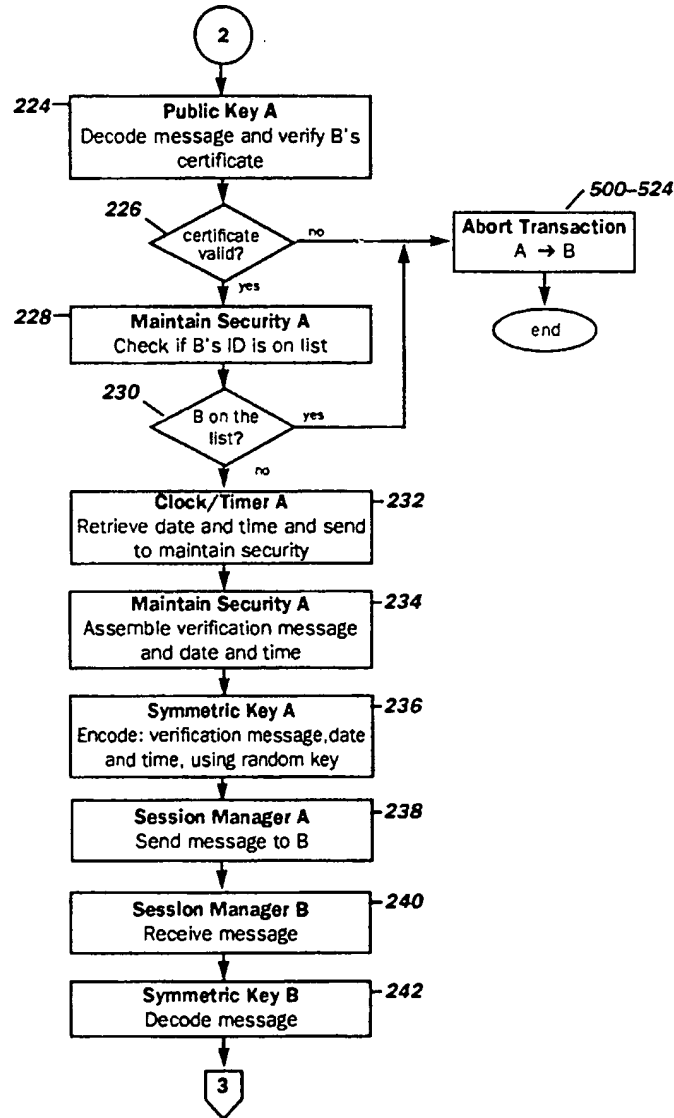 2
224
Public Key A
Decode message and verify B's
certificate
226
certificate
valid?
no
yes
500–524
Abort Transaction
A → B
end
228
Maintain Security A
Check if B's ID is on list
230
B on the
list?
yes
no
Clock/Timer A
Retrieve date and time and send
to maintain security
232
Maintain Security A
Assemble verification message
and date and time
234
Symmetric Key A
Encode: verification message,date
and time, using random key
236
Session Manager A
Send message to B
238
Session Manager B
Receive message
240
Symmetric Key B
Decode message
242
3